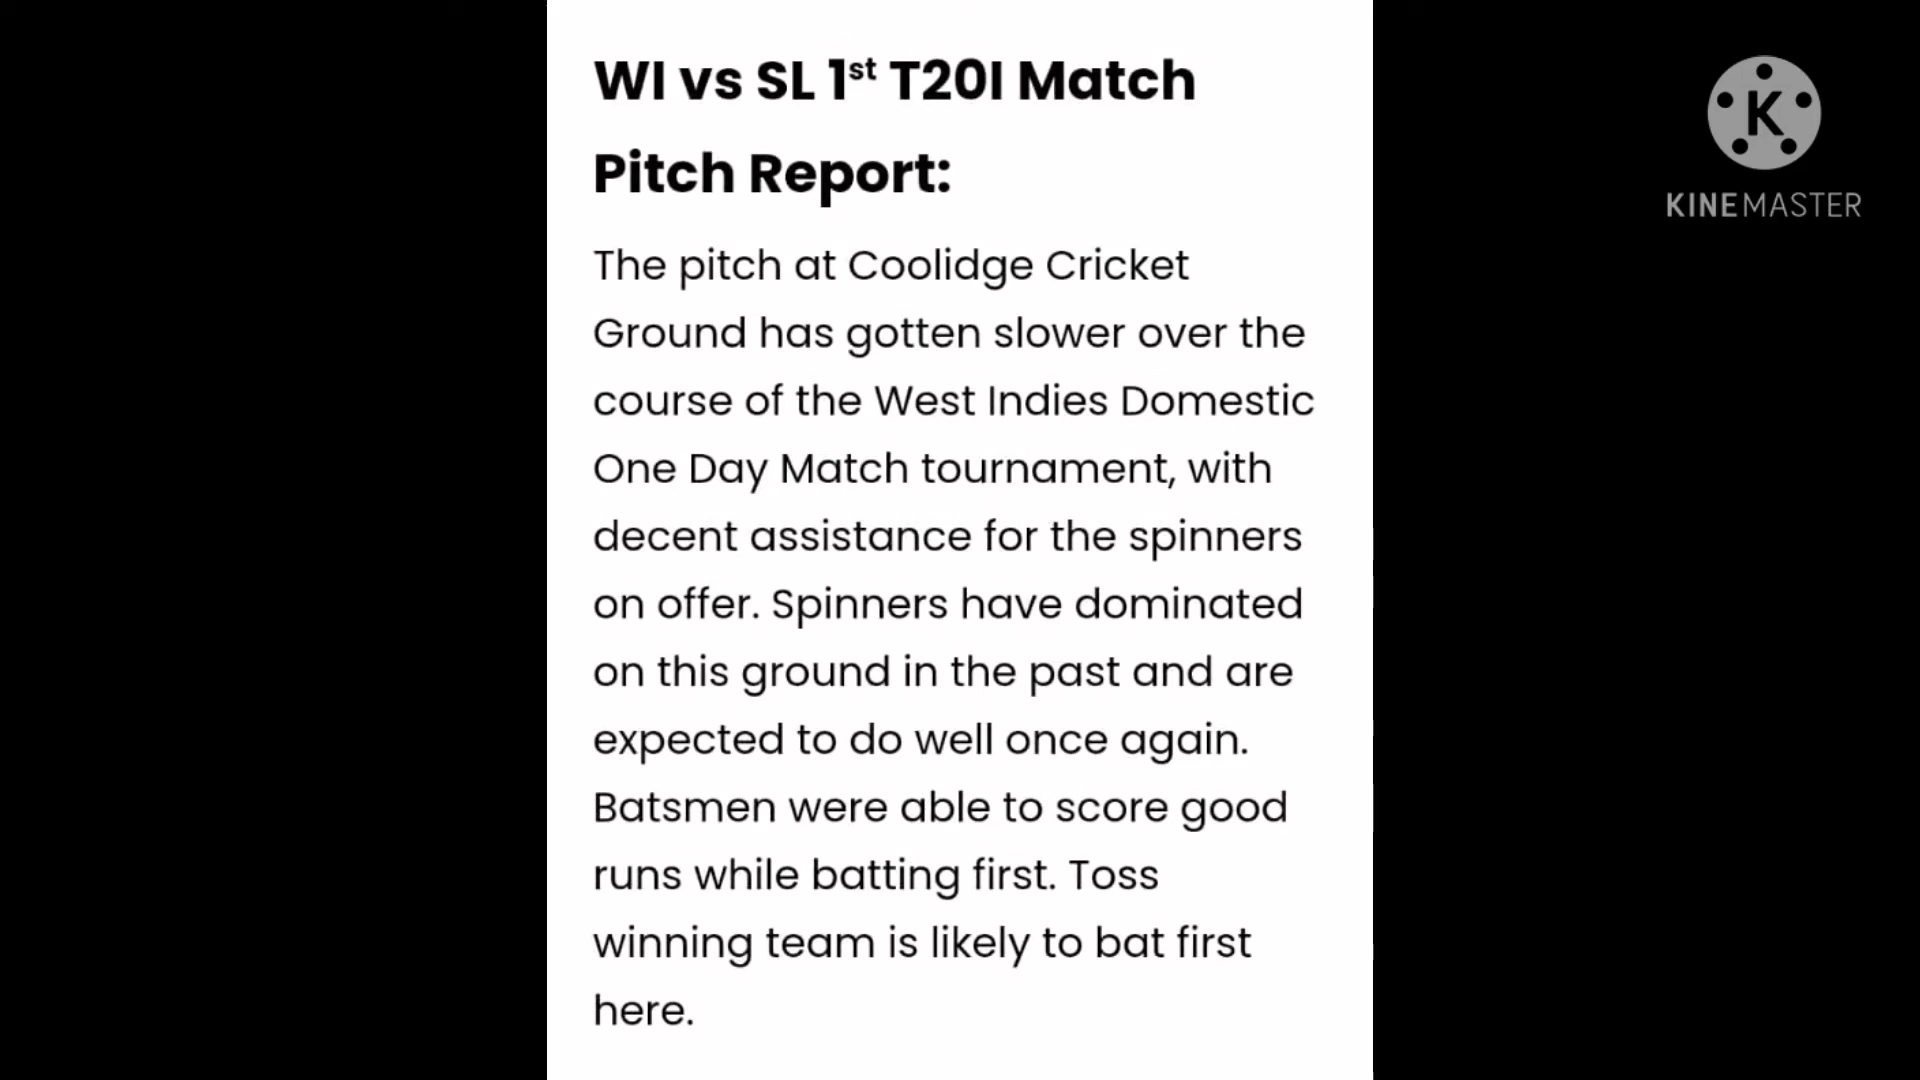 WI vs SL 1st T20I Match
Pitch Report:
The pitch at Coolidge Cricket
Ground has gotten slower over the
course of the West Indies Domestic
One Day Match tournament, with
decent assistance for the spinners
on offer. Spinners have dominated
on this ground in the past and are
expected to do well once again.
Batsmen were able to score good
runs while batting first. Toss
winning team is likely to bat first
here.
K
KINEMASTER